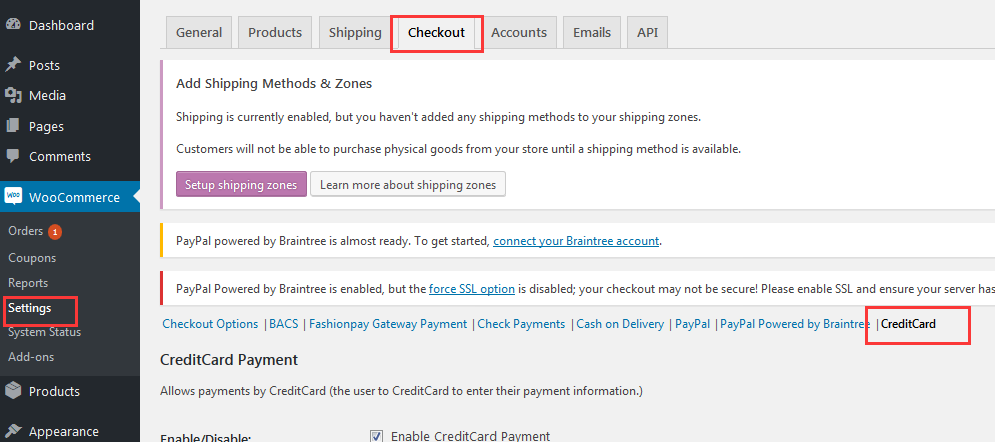 Dashboard
Posts
Media
Pages
Comments
Woo
WooCommerce
Orders 1
Coupons
Reports
Settings
System Status
Add-ons
Products
Appearance
General Products Shipping Checkout Accounts Emails API
Add Shipping Methods & Zones
Shipping is currently enabled, but you haven't added any shipping methods to your shipping zones.
Customers will not be able to purchase physical goods from your store until a shipping method is available.
Setup shipping zones Learn more about shipping zones
PayPal powered by Braintree is almost ready. To get started, connect your Braintree account.
PayPal Powered by Braintree is enabled, but the force SSL option is disabled; your checkout may not be secure! Please enable SSL and ensure your server has
Checkout Options | BACS | Fashionpay Gateway Payment | Check Payments | Cash on Delivery | PayPal | PayPal Powered by Braintree | CreditCard
CreditCard Payment
Allows payments by CreditCard (the user to CreditCard to enter their payment information.)
Enable/Disable: Enable CreditCard Payment